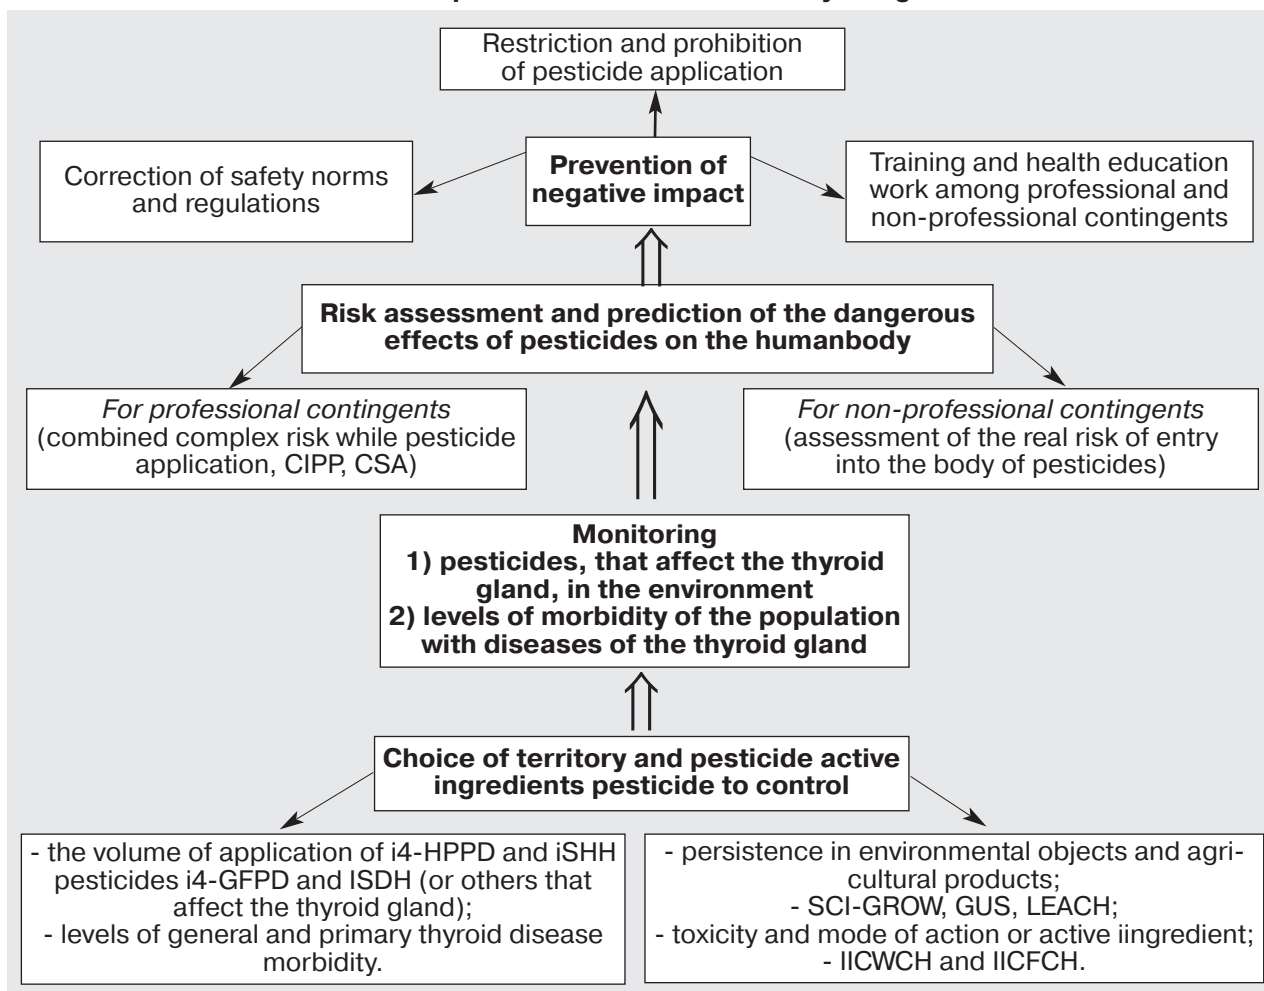 Restriction and prohibition
of pesticide application
Correction of safety norms
and regulations
Prevention of
negative impact
Training and health education
work among professional and
non-professional contingents
Risk assessment and prediction of the dangerous
effects of pesticides on the humanbody
For professional contingents
(combined complex risk while pesticide
application, CIPP, CSA)
For non-professional contingents
(assessment of the real risk of entry
into the body of pesticides)
Monitoring
1) pesticides, that affect the thyroid
gland, in the environment
2) levels of morbidity of the population
with diseases of the thyroid gland
Choice of territory and pesticide active
ingredients pesticide to control
- the volume of application of i4-HPPD and iSHH
pesticides i4-GFPD and ISDH (or others that
affect the thyroid gland);
- levels of general and primary thyroid disease
morbidity.
- persistence in environmental objects and agri-
cultural products;
- SCI-GROW, GUS, LEACH;
- toxicity and mode of action or active iingredient;
- IICWCH and IICFCH.